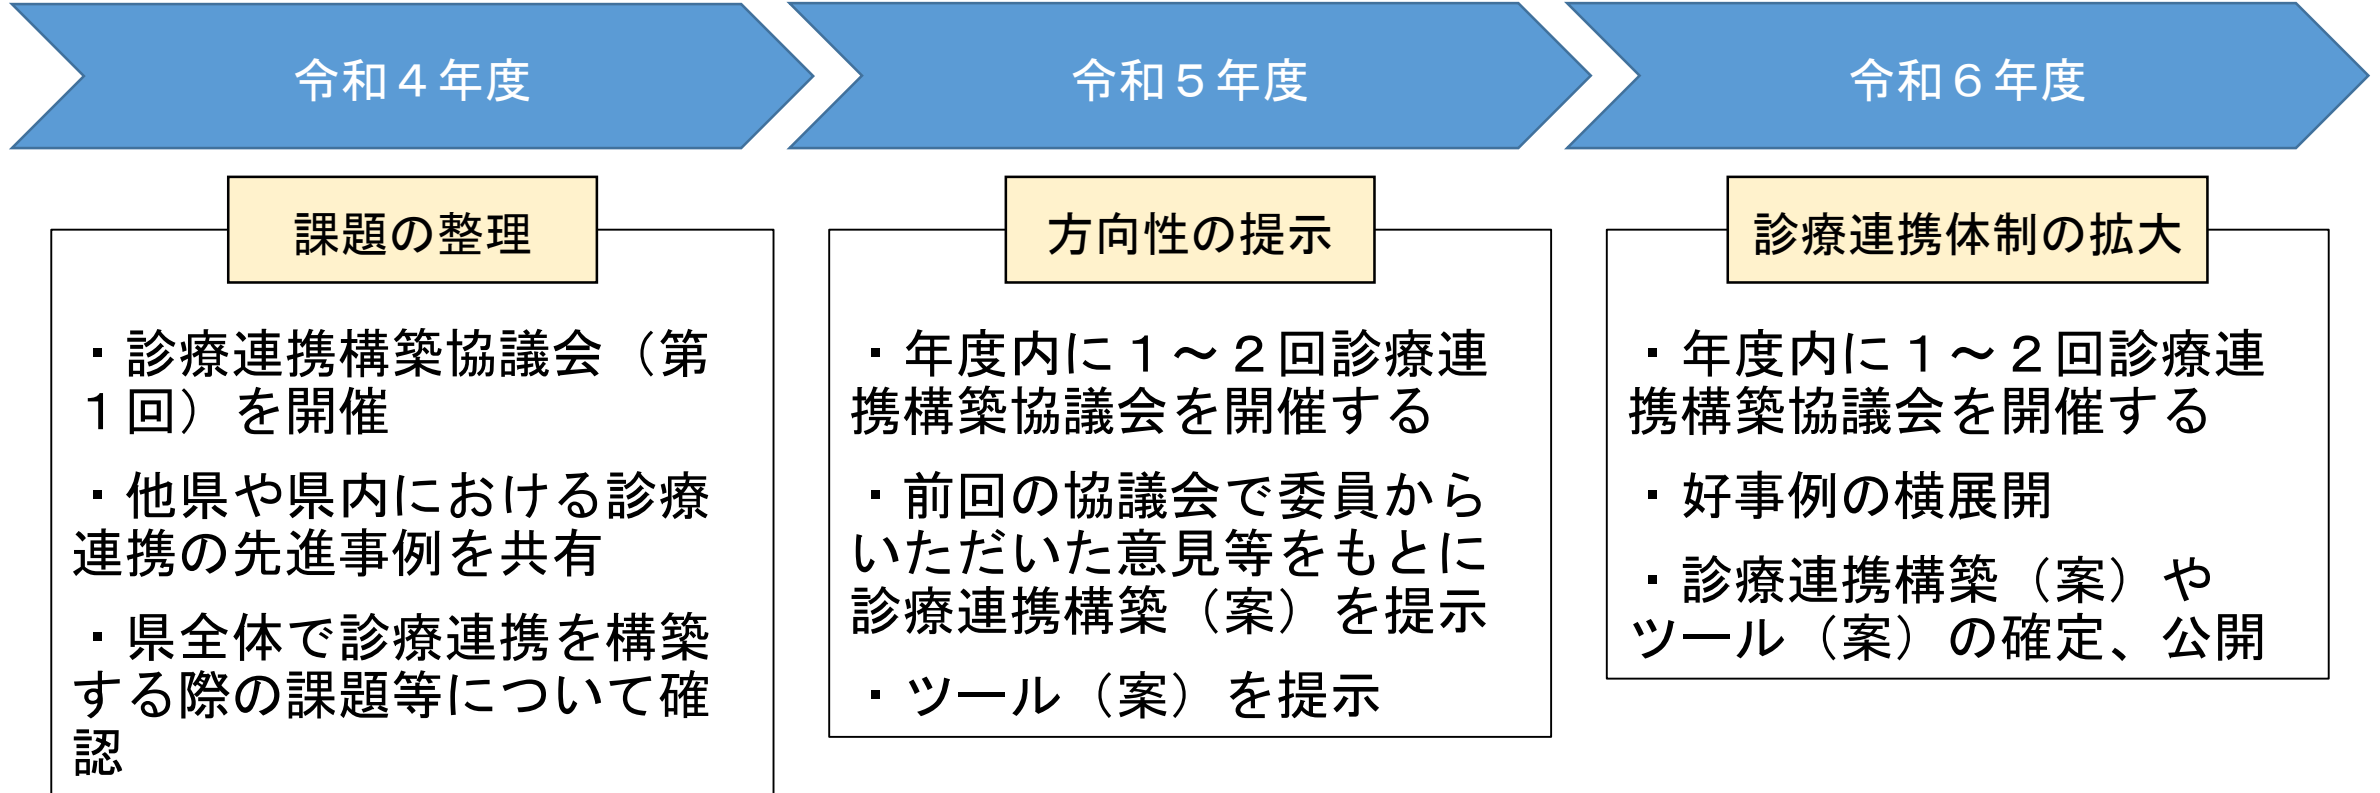 令和４年度
令和５年度
令和６年度
課題の整理
・診療連携構築協議会（第
１回）を開催
・他県や県内における診療
連携の先進事例を共有
・県全体で診療連携を構築
する際の課題等について確
認
方向性の提示
・年度内に１～２回診療連
携構築協議会を開催する
・前回の協議会で委員から
いただいた意見等をもとに
診療連携構築（案）を提示
・ツール（案）を提示
診療連携体制の拡大
・年度内に１～２回診療連
携構築協議会を開催する
・好事例の横展開
・診療連携構築（案）や
ツール（案）の確定、公開